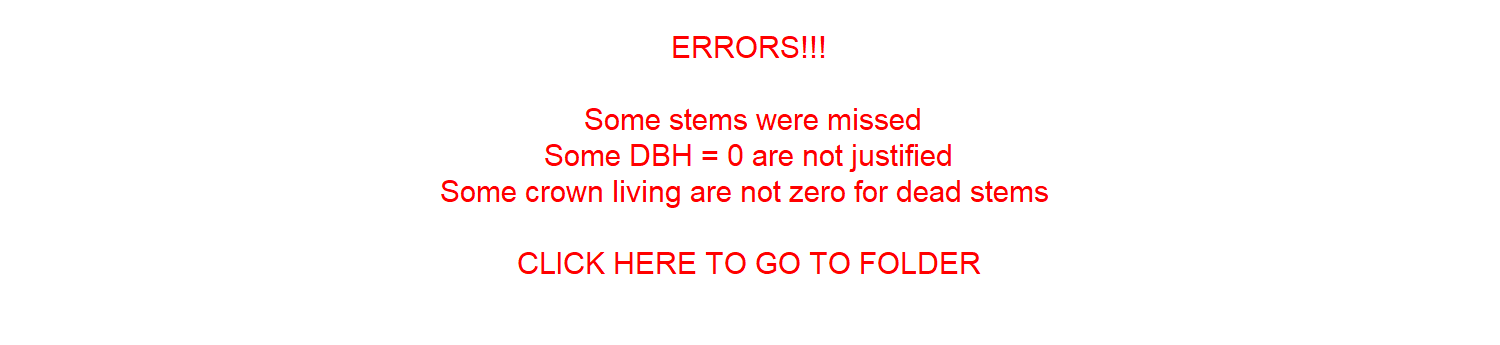 ERRORS!!!
Some stems were missed
Some DBH = 0 are not justified
Some crown living are not zero for dead stems
CLICK HERE TO GO TO FOLDER